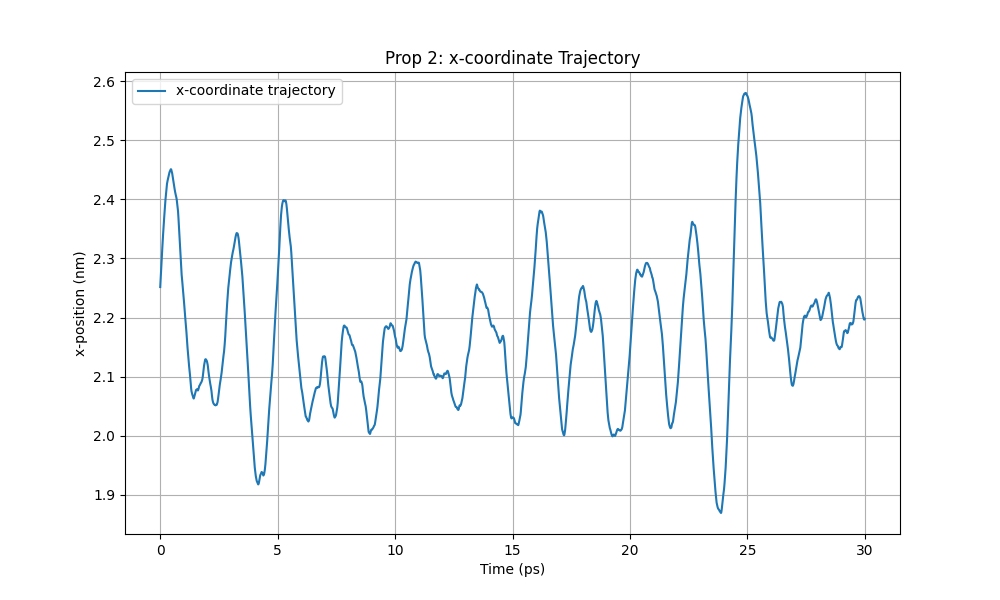 Prop 2: x-coordinate Trajectory
x-coordinate trajectory
2.6
2.5
2.4
2.3
2.2
2.1
2.0
1.9
x-position (nm)
0 5 10 15 20 25 30
Time (ps)